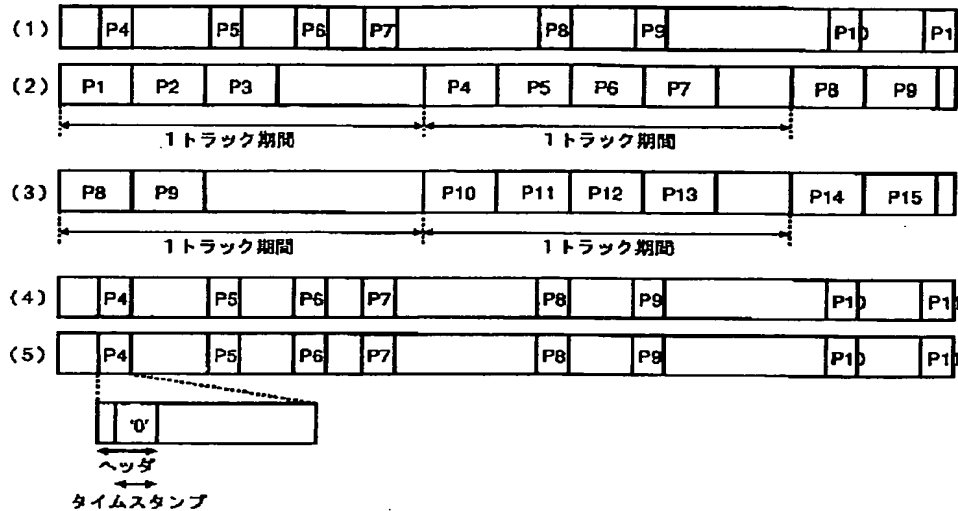 (1) P4 P5 P6 P7 P8 P9 P10 P1
(2) P1 P2 P3 P4 P5 P6 P7 P8 P9
1トラック期間 1トラック期間
(3) P8 P9 P10 P11 P12 P13 P14 P15
1トラック期間 1トラック期間
(4) P4 P5 P6 P7 P8 P9 P10 P11
(5) P4 P5 P6 P7 P8 P9 P10 P11
'0'
ヘッダ
タイムスタンプ